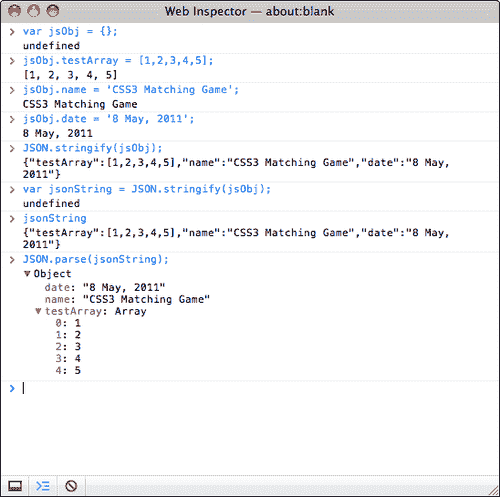 Web Inspector — about:blank
> var jsObj = {};
undefined
> jsObj.testArray = [1,2,3,4,5];
[1, 2, 3, 4, 5]
> jsObj.name = 'CSS3 Matching Game';
CSS3 Matching Game
> jsObj.date = '8 May, 2011';
8 May, 2011
> JSON.stringify(jsObj);
{"testArray":[1,2,3,4,5],"name":"CSS3 Matching Game","date":"8 May,
2011"}
> var jsonString = JSON.stringify(jsObj);
undefined
> jsonString
{"testArray":[1,2,3,4,5],"name":"CSS3 Matching Game","date":"8 May,
2011"}
> JSON.parse(jsonString);
▼Object
date: "8 May, 2011"
name: "CSS3 Matching Game"
▼testArray: Array
0: 1
1: 2
2: 3
3: 4
4: 5
>